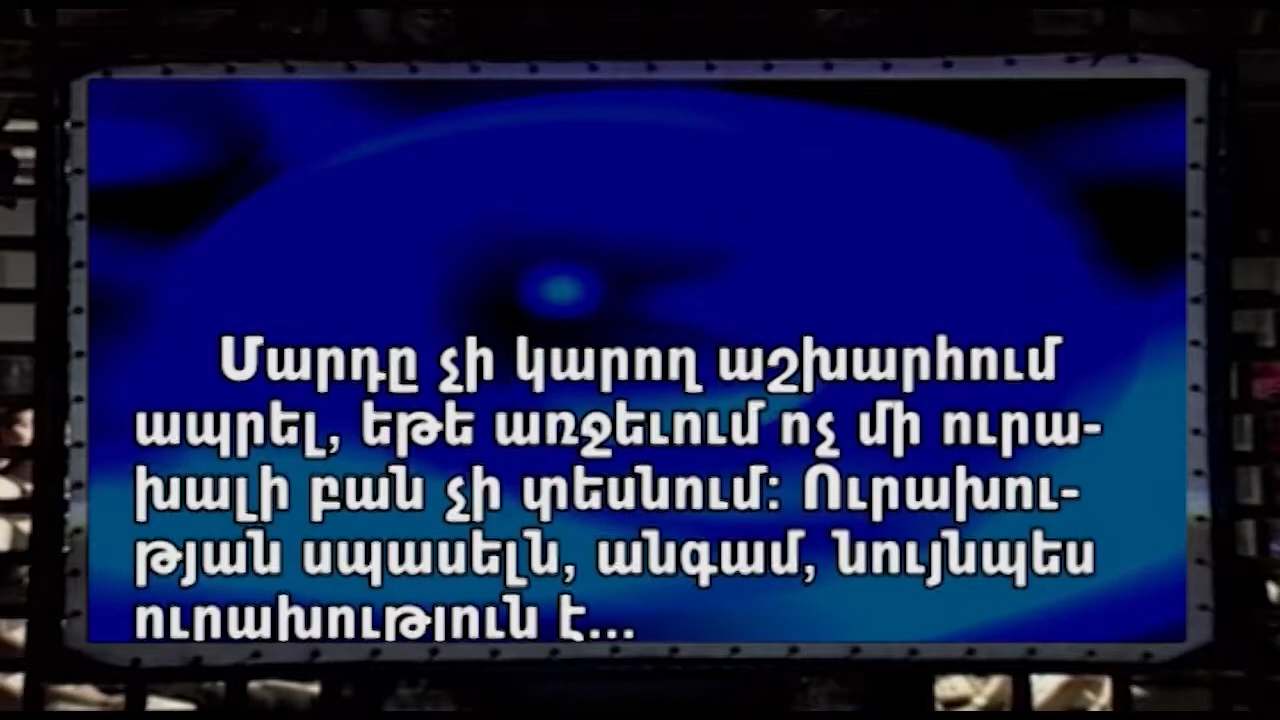 Մարդը չի կարող աշխարհում
ապրել, եթե առջեւում ոչ մի ուրա-
խալի բան չի տեսնում: Ուրախու-
թյան սպասելն, անգամ, նույնպես
ուրախություն է...